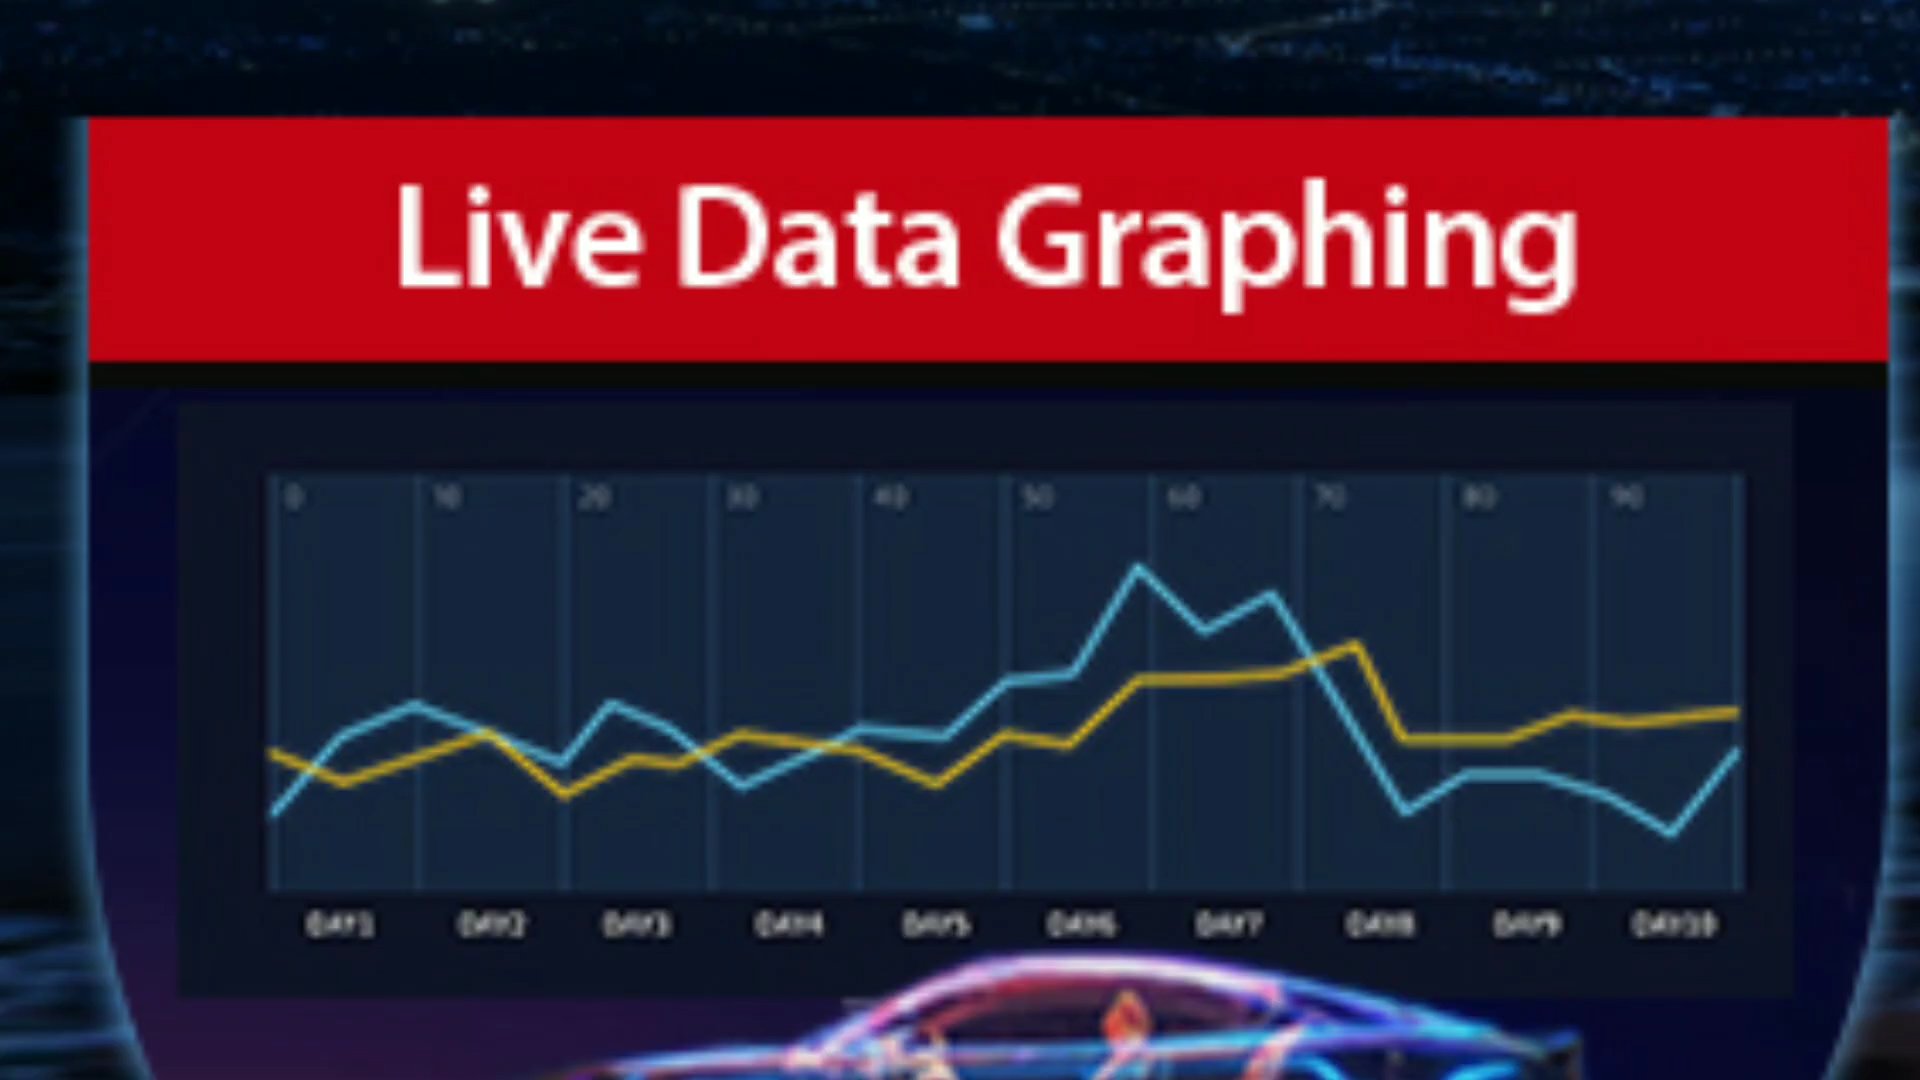 Live Data Graphing
0 10 20 30 40 50 60 70 80 90
DAY1 DAY2 DAY3 DAY4 DAY5 DAY6 DAY7 DAY8 DAY9 DAY10